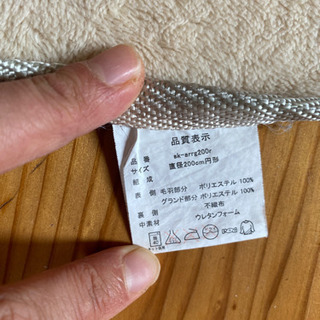 品質表示
品番 sk-arrg200r
サイズ 直径200cm円形
組成
表側 毛羽部分 ポリエステル 100%
グランド部分 ポリエステル 100%
裏側 不織布
中素材 ウレタンフォーム